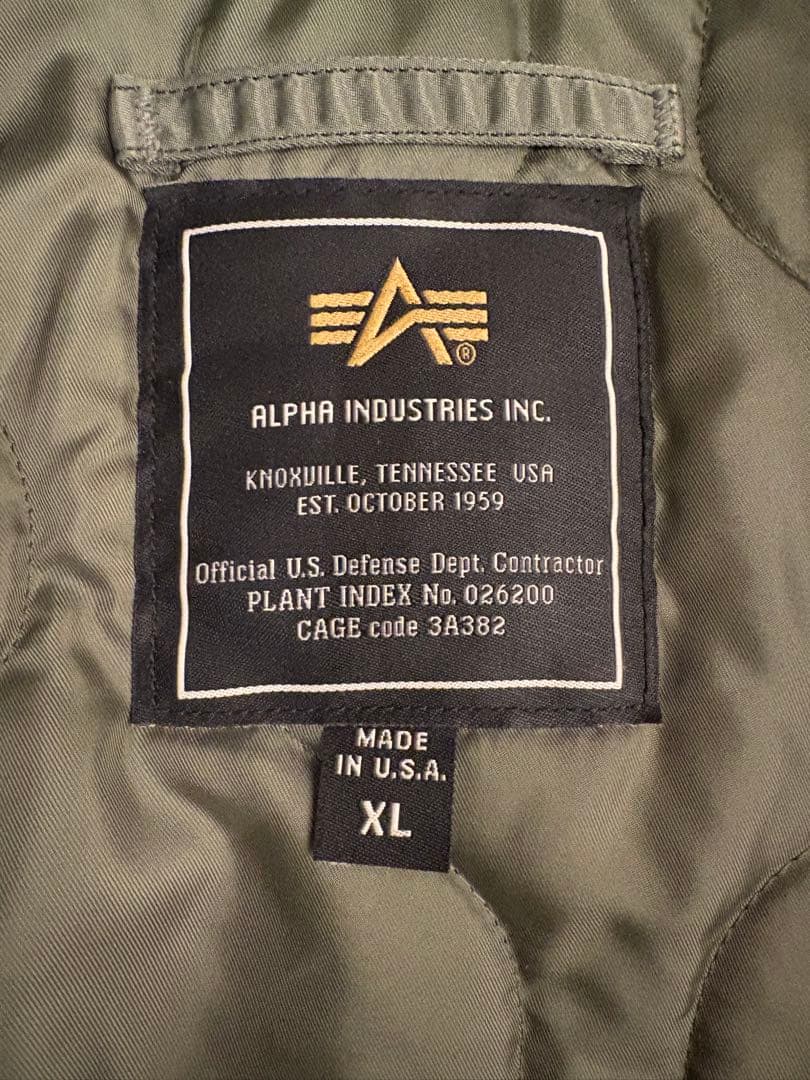 ®
ALPHA INDUSTRIES INC.
KNOXVILLE, TENNESSEE USA
EST. OCTOBER 1959
Official U.S. Defense Dept. Contractor
PLANT INDEX No. 026200
CAGE code 3A382
MADE
IN U.S.A.
XL